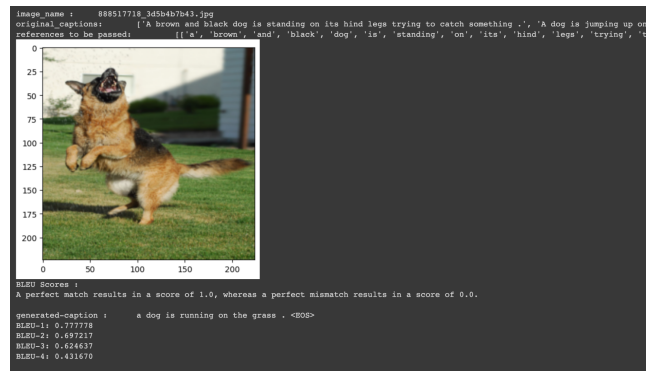 image_name :     888517718_3d5b4b7b43.jpg
original_captions:     ['A brown and black dog is standing on its hind legs trying to catch something .', 'A dog is jumping up on
references to be passed:     [['a', 'brown', 'and', 'black', 'dog', 'is', 'standing', 'on', 'its', 'hind', 'legs', 'trying', 't
0
25
50
75
100
125
150
175
200
0 50 100 150 200
BLEU Scores :
A perfect match results in a score of 1.0, whereas a perfect mismatch results in a score of 0.0.
generated-caption :     a dog is running on the grass . <EOS>
BLEU-1: 0.777778
BLEU-2: 0.697217
BLEU-3: 0.624637
BLEU-4: 0.431670